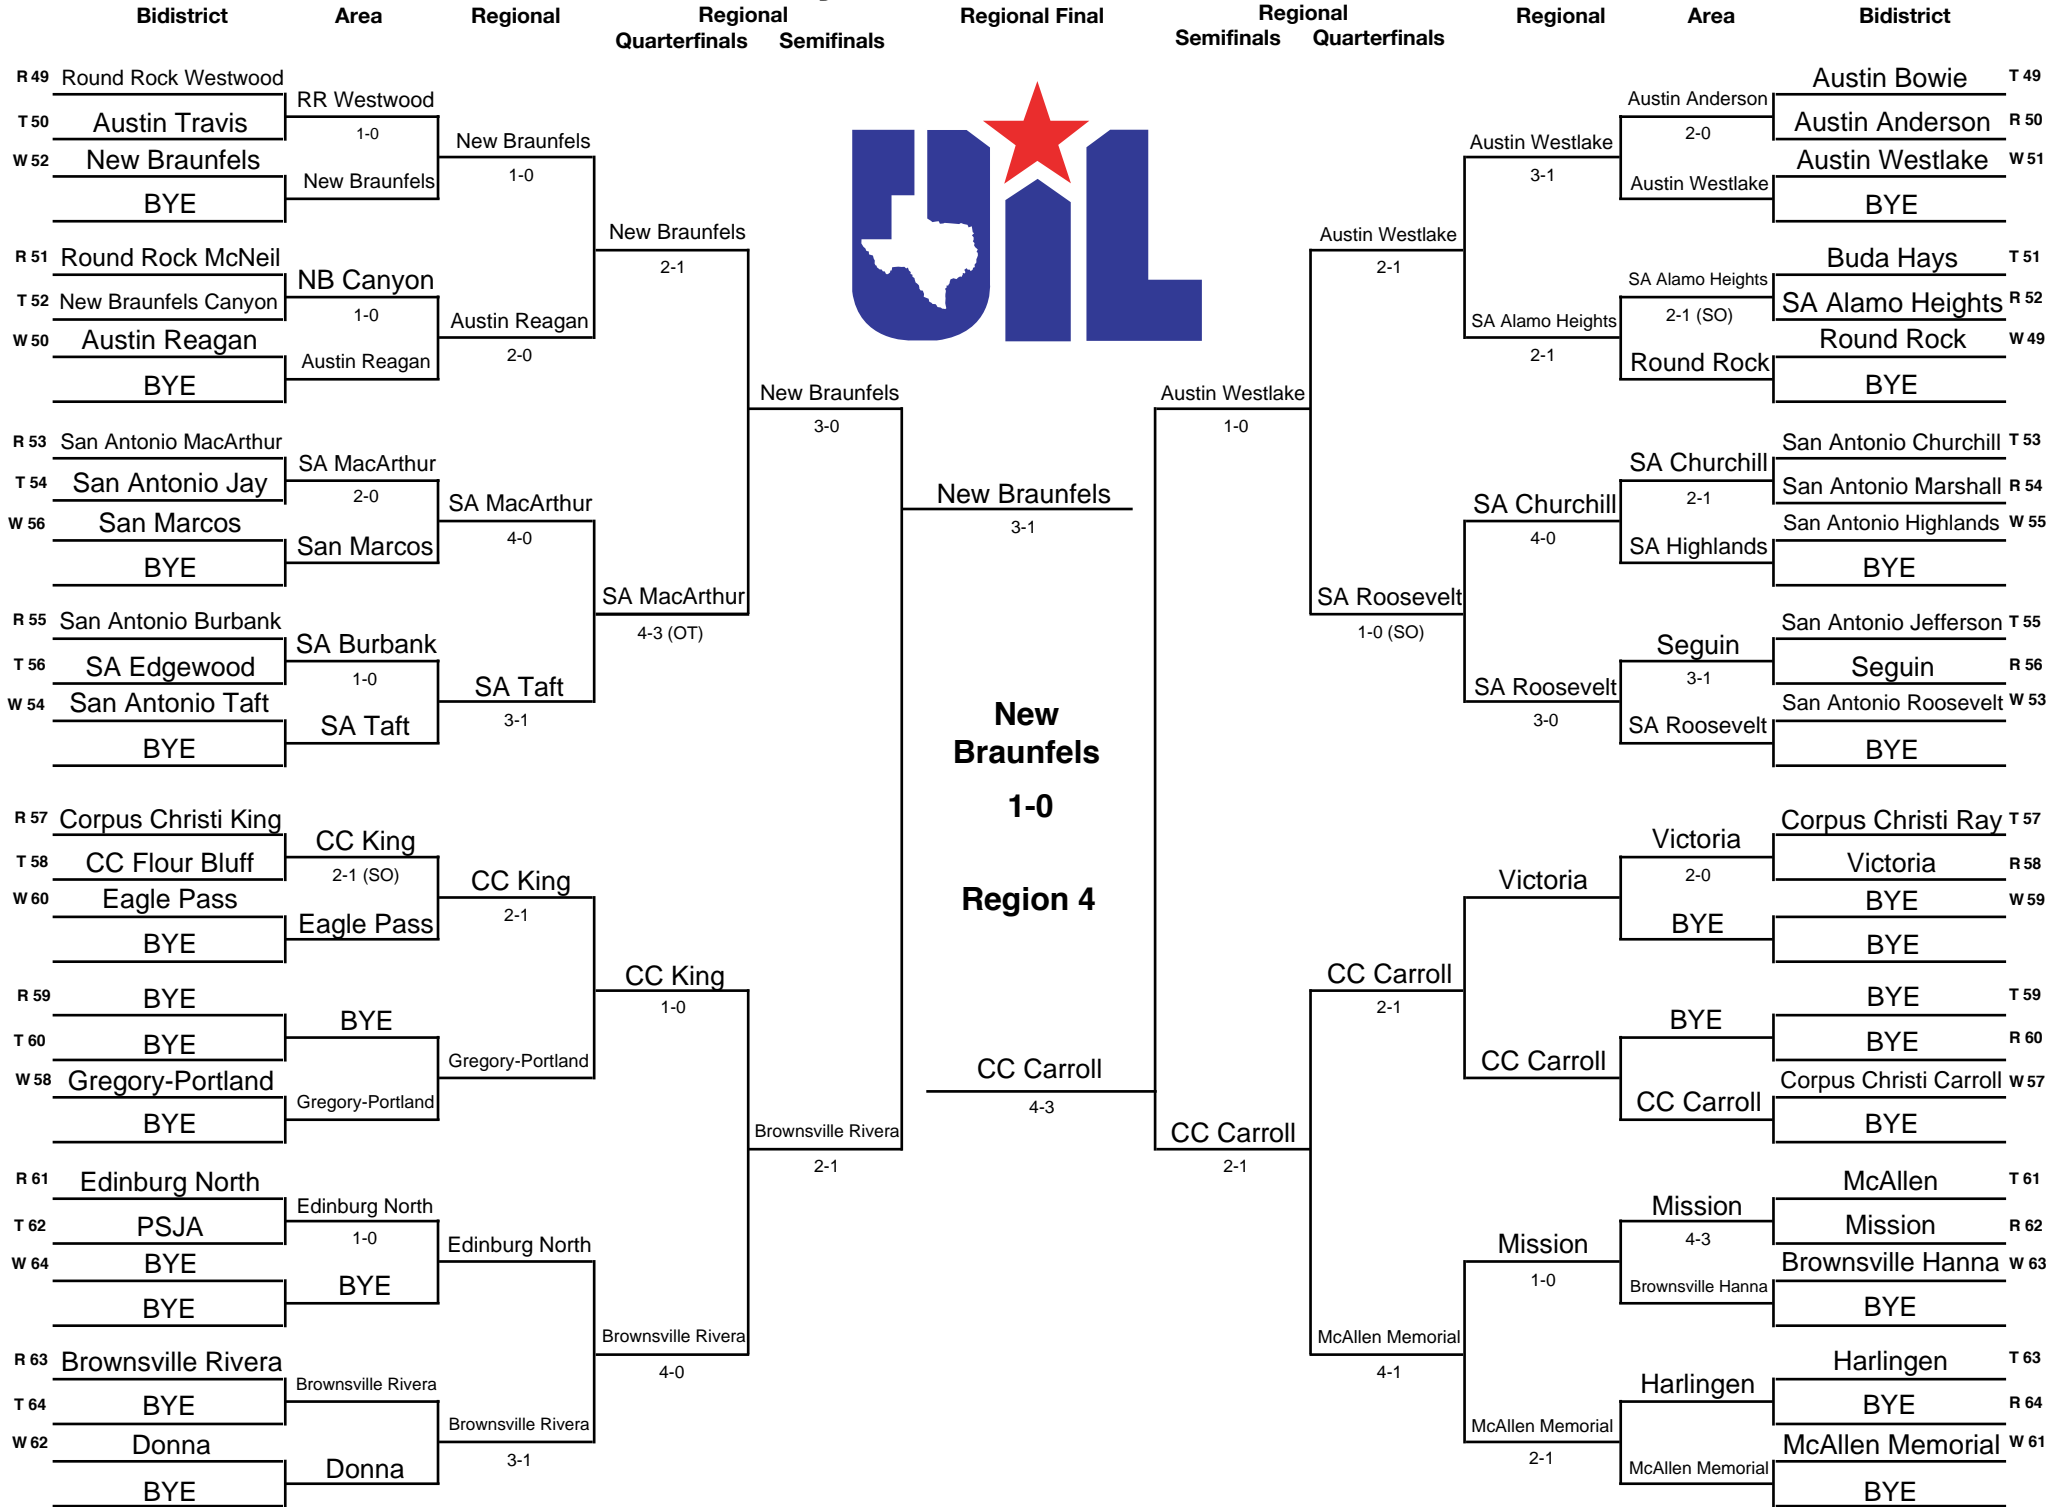 Bidistrict
Area
Regional
Regional
Quarterfinals
Semifinals
Regional Final
Regional
Semifinals
Quarterfinals
Regional
Area
Bidistrict
UIL
R 49 Round Rock Westwood
T 50 Austin Travis
W 52 New Braunfels
BYE
R 51 Round Rock McNeil
T 52 New Braunfels Canyon
W 50 Austin Reagan
BYE
R 53 San Antonio MacArthur
T 54 San Antonio Jay
W 56 San Marcos
BYE
R 55 San Antonio Burbank
T 56 SA Edgewood
W 54 San Antonio Taft
BYE
R 57 Corpus Christi King
T 58 CC Flour Bluff
W 60 Eagle Pass
BYE
R 59 BYE
T 60 BYE
W 58 Gregory-Portland
BYE
R 61 Edinburg North
T 62 PSJA
W 64 BYE
BYE
R 63 Brownsville Rivera
T 64 BYE
W 62 Donna
BYE
RR Westwood
1-0
New Braunfels
NB Canyon
1-0
Austin Reagan
SA MacArthur
2-0
San Marcos
SA Burbank
1-0
SA Taft
CC King
2-1 (SO)
Eagle Pass
BYE
Gregory-Portland
Edinburg North
1-0
BYE
Brownsville Rivera
Donna
New Braunfels
1-0
Austin Reagan
2-0
SA MacArthur
4-0
SA Taft
3-1
CC King
2-1
Gregory-Portland
Edinburg North
Brownsville Rivera
3-1
New Braunfels
2-1
SA MacArthur
4-3 (OT)
CC King
1-0
Brownsville Rivera
4-0
New Braunfels
3-0
Brownsville Rivera
2-1
New Braunfels
3-1
New
Braunfels
1-0
Region 4
CC Carroll
4-3
Austin Westlake
1-0
CC Carroll
2-1
Austin Westlake
2-1
SA Roosevelt
1-0 (SO)
CC Carroll
2-1
McAllen Memorial
4-1
Austin Westlake
3-1
SA Alamo Heights
2-1
SA Churchill
4-0
SA Roosevelt
3-0
Victoria
CC Carroll
Mission
1-0
McAllen Memorial
2-1
Austin Anderson
2-0
Austin Westlake
SA Alamo Heights
2-1 (SO)
Round Rock
SA Churchill
2-1
SA Highlands
Seguin
3-1
SA Roosevelt
Victoria
2-0
BYE
BYE
CC Carroll
Mission
4-3
Brownsville Hanna
Harlingen
McAllen Memorial
Austin Bowie T 49
Austin Anderson R 50
Austin Westlake W 51
BYE
Buda Hays T 51
SA Alamo Heights R 52
Round Rock W 49
BYE
San Antonio Churchill T 53
San Antonio Marshall R 54
San Antonio Highlands W 55
BYE
San Antonio Jefferson T 55
Seguin R 56
San Antonio Roosevelt W 53
BYE
Corpus Christi Ray T 57
Victoria R 58
BYE W 59
BYE
BYE T 59
BYE R 60
Corpus Christi Carroll W 57
BYE
McAllen T 61
Mission R 62
Brownsville Hanna W 63
BYE
Harlingen T 63
BYE R 64
McAllen Memorial W 61
BYE